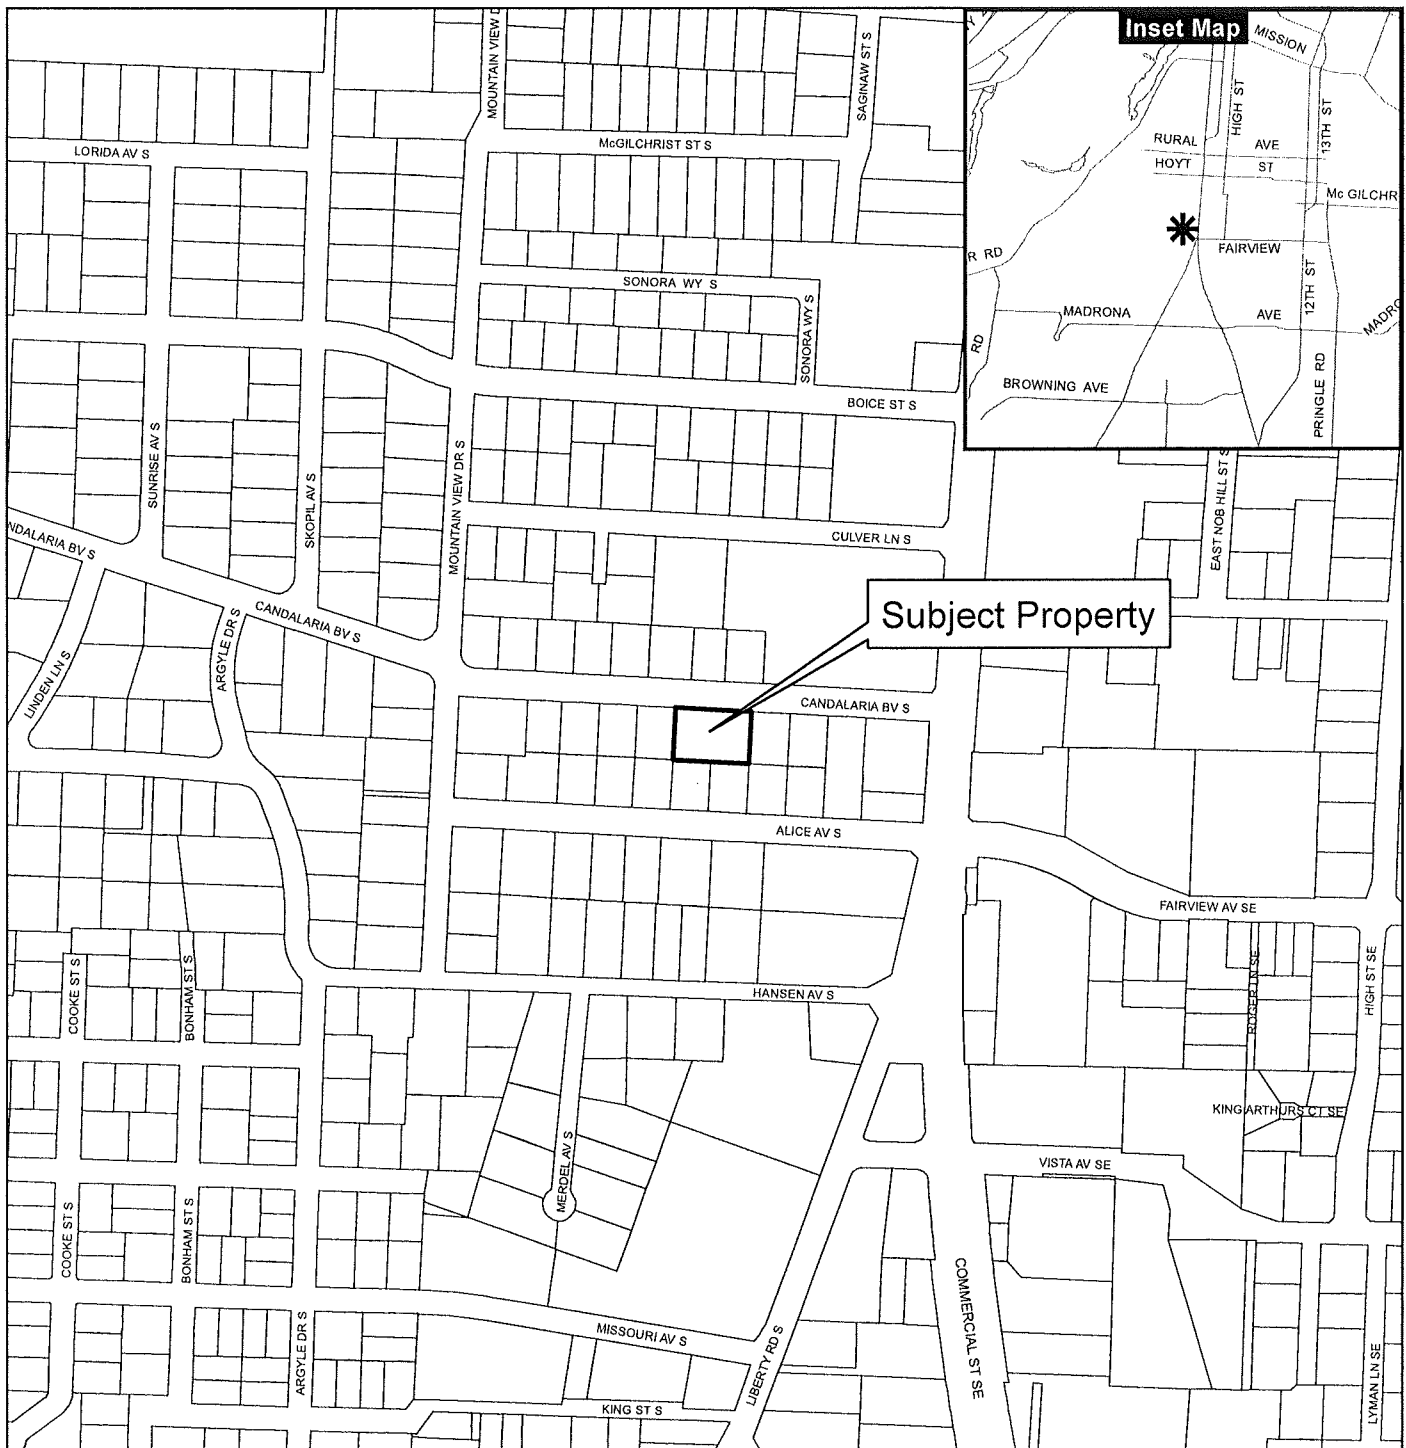 Inset Map
MISSION
HIGH ST
13TH ST
RURAL AVE
HOYT ST
Mc GILCHR
FAIRVIEW
R RD
12TH ST
MADRONA AVE
MADRO
RD
BROWNING AVE
PRINGLE RD
MOUNTAIN VIEW D
SAGINAW ST S
McGILCHRIST ST S
LORIDA AV S
SONORA WY S
SONORA WY S
BOICE ST S
SUNRISE AV S
SKOPIL AV S
MOUNTAIN VIEW DR S
EAST NOB HILL ST S
NDALARIA BV S
CULVER LN S
CANDALARIA BV S
ARGYLE DR S
LINDEN LN S
Subject Property
CANDALARIA BV S
ALICE AV S
FAIRVIEW AV SE
COOKE ST S
BONHAM ST S
HANSEN AV S
ROGER LN SE
HIGH ST SE
KING ARTHURS CT SE
MERDEL AV S
VISTA AV SE
COOKE ST S
BONHAM ST S
COMMERCIAL ST SE
ARGYLE DR S
MISSOURI AV S
LIBERTY RD S
LYMAN LN SE
KING ST S